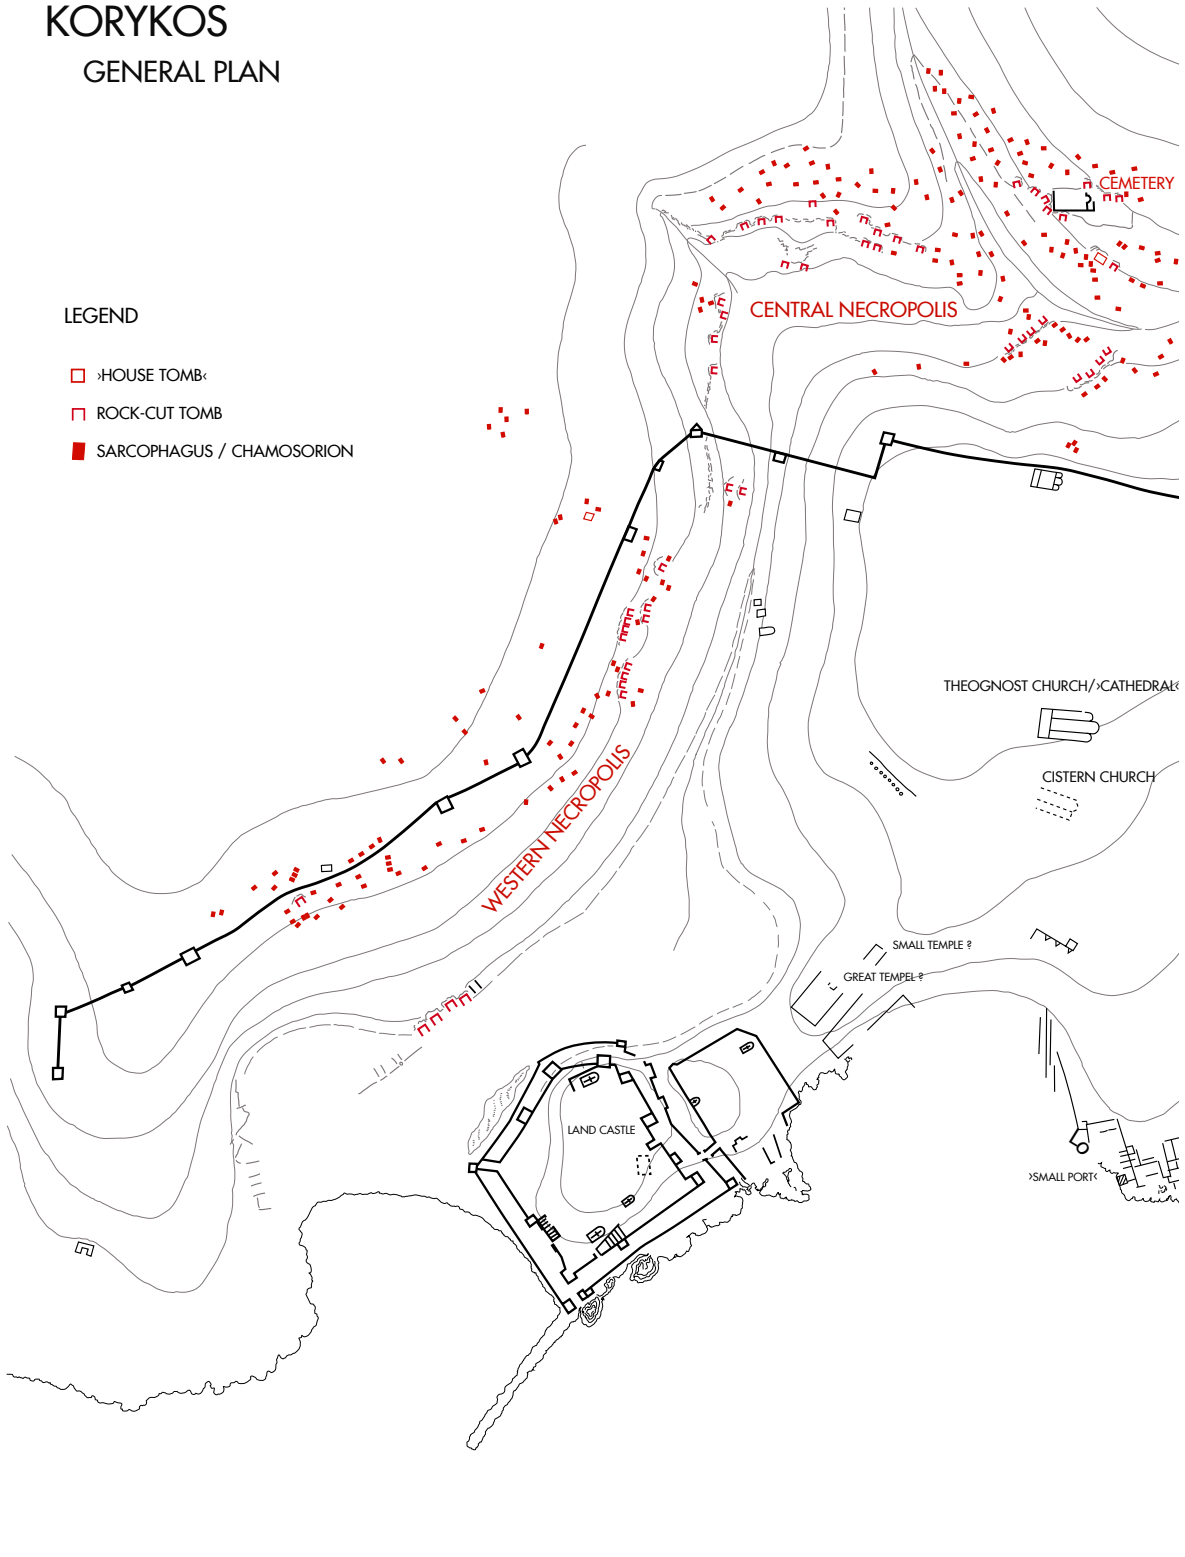 KORYKOS
GENERAL PLAN
CEMETERY
CENTRAL NECROPOLIS
LEGEND
›HOUSE TOMB‹
ROCK-CUT TOMB
SARCOPHAGUS / CHAMOSORION
THEOGNOST CHURCH/›CATHEDRAL‹
CISTERN CHURCH
WESTERN NECROPOLIS
SMALL TEMPLE ?
GREAT TEMPEL ?
LAND CASTLE
›SMALL PORT‹